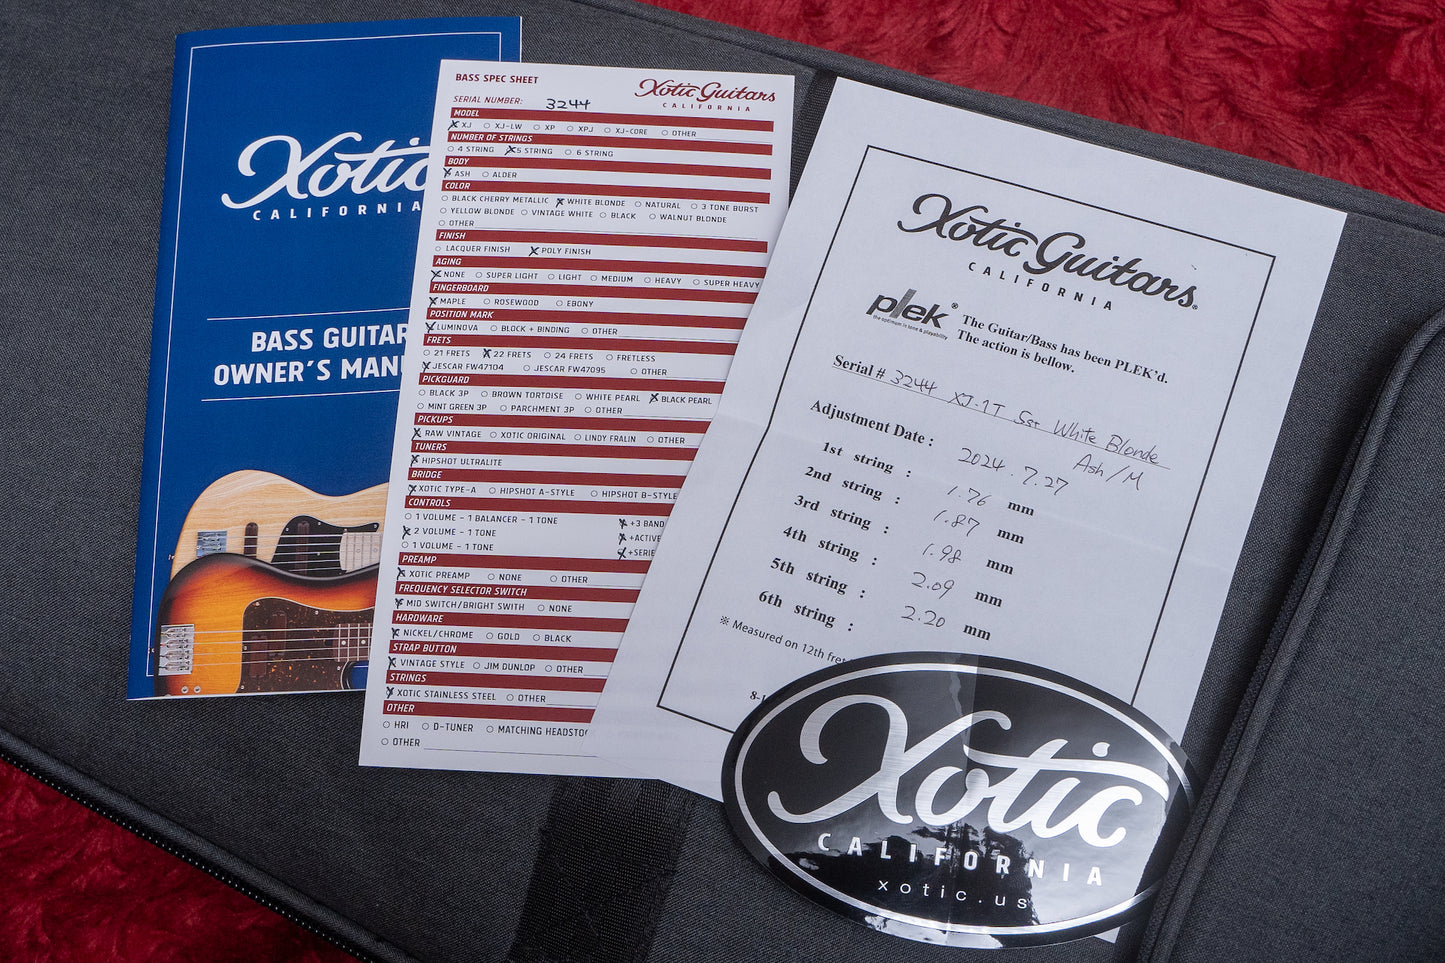 Xotic
CALIFORNIA
BASS GUITAR
OWNER'S MANU
BASS SPEC SHEET
Xotic Guitars
CALIFORNIA
SERIAL NUMBER: 3244
MODEL
XJ XJ-LW XP XPJ XJ-CORE OTHER
NUMBER OF STRINGS
4 STRING 5 STRING 6 STRING
BODY
ASH ALDER
COLOR
BLACK CHERRY METALLIC WHITE BLONDE NATURAL 3 TONE BURST
YELLOW BLONDE VINTAGE WHITE BLACK WALNUT BLONDE
OTHER
FINISH
LACQUER FINISH POLY FINISH
AGING
NONE SUPER LIGHT LIGHT MEDIUM HEAVY SUPER HEAVY
FINGERBOARD
MAPLE ROSEWOOD EBONY
POSITION MARK
LUMINOVA BLOCK + BINDING OTHER
FRETS
21 FRETS 22 FRETS 24 FRETS FRETLESS
JESCAR FW47104 JESCAR FW47095 OTHER
PICKGUARD
BLACK 3P BROWN TORTOISE WHITE PEARL BLACK PEARL
MINT GREEN 3P PARCHMENT 3P OTHER
PICKUPS
RAW VINTAGE XOTIC ORIGINAL LINDY FRALIN OTHER
TUNERS
HIPSHOT ULTRALITE
BRIDGE
XOTIC TYPE-A HIPSHOT A-STYLE HIPSHOT B-STYLE
CONTROLS
1 VOLUME - 1 BALANCER - 1 TONE +3 BAND
2 VOLUME - 1 TONE +ACTIVE
1 VOLUME - 1 TONE +SERIE
PREAMP
XOTIC PREAMP NONE OTHER
FREQUENCY SELECTOR SWITCH
MID SWITCH/BRIGHT SWITH NONE
HARDWARE
NICKEL/CHROME GOLD BLACK
STRAP BUTTON
VINTAGE STYLE JIM DUNLOP OTHER
STRINGS
XOTIC STAINLESS STEEL OTHER
OTHER
HRI D-TUNER MATCHING HEADSTOC
OTHER
Xotic Guitars®
CALIFORNIA
plek®
the optimum in tone & playability
The Guitar/Bass has been PLEK'd.
The action is bellow.
Serial # 3244 XJ-1T 5st White Blonde
Ash/M
Adjustment Date : 2024.7.27
1st string : 1.76 mm
2nd string : 1.87 mm
3rd string : 1.98 mm
4th string : 2.09 mm
5th string : 2.20 mm
6th string :
※ Measured on 12th fret
8-1
Xotic
CALIFORNIA
xotic.us